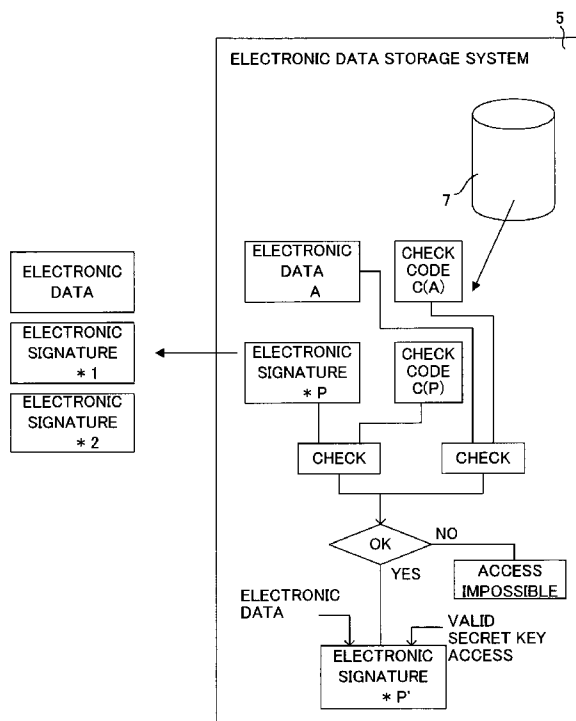 5
ELECTRONIC DATA STORAGE SYSTEM
7
ELECTRONIC
DATA
ELECTRONIC
SIGNATURE
* 1
ELECTRONIC
SIGNATURE
* 2
ELECTRONIC
DATA
A
CHECK
CODE
C(A)
ELECTRONIC
SIGNATURE
* P
CHECK
CODE
C(P)
CHECK
CHECK
OK
NO
YES
ACCESS
IMPOSSIBLE
ELECTRONIC
DATA
VALID
SECRET KEY
ACCESS
ELECTRONIC
SIGNATURE
* P'